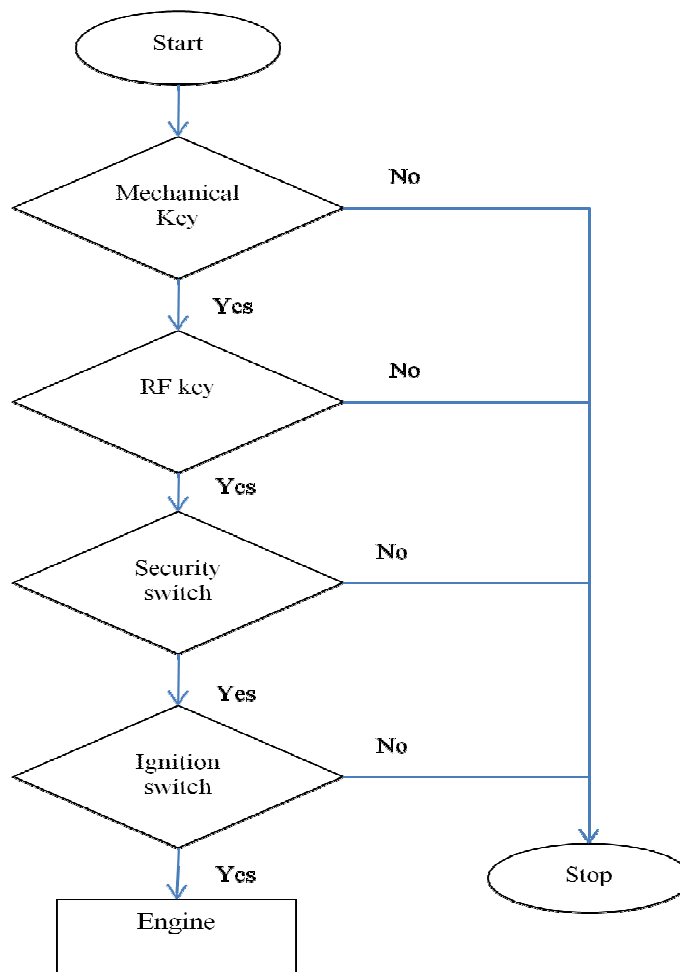 Start
Mechanical
Key
No
Yes
RF key
No
Yes
Security
switch
No
Yes
Ignition
switch
No
Yes
Engine
Stop